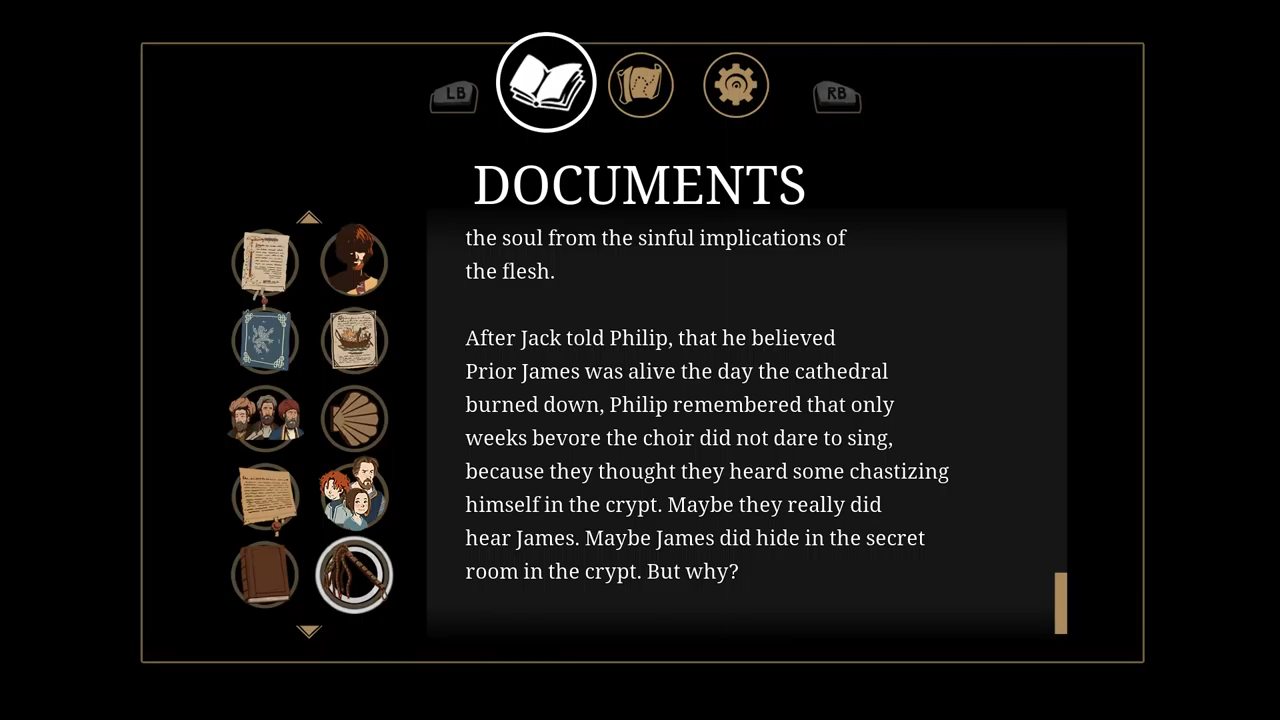 LB
RB
DOCUMENTS
the soul from the sinful implications of
the flesh.
After Jack told Philip, that he believed
Prior James was alive the day the cathedral
burned down, Philip remembered that only
weeks bevore the choir did not dare to sing,
because they thought they heard some chastizing
himself in the crypt. Maybe they really did
hear James. Maybe James did hide in the secret
room in the crypt. But why?